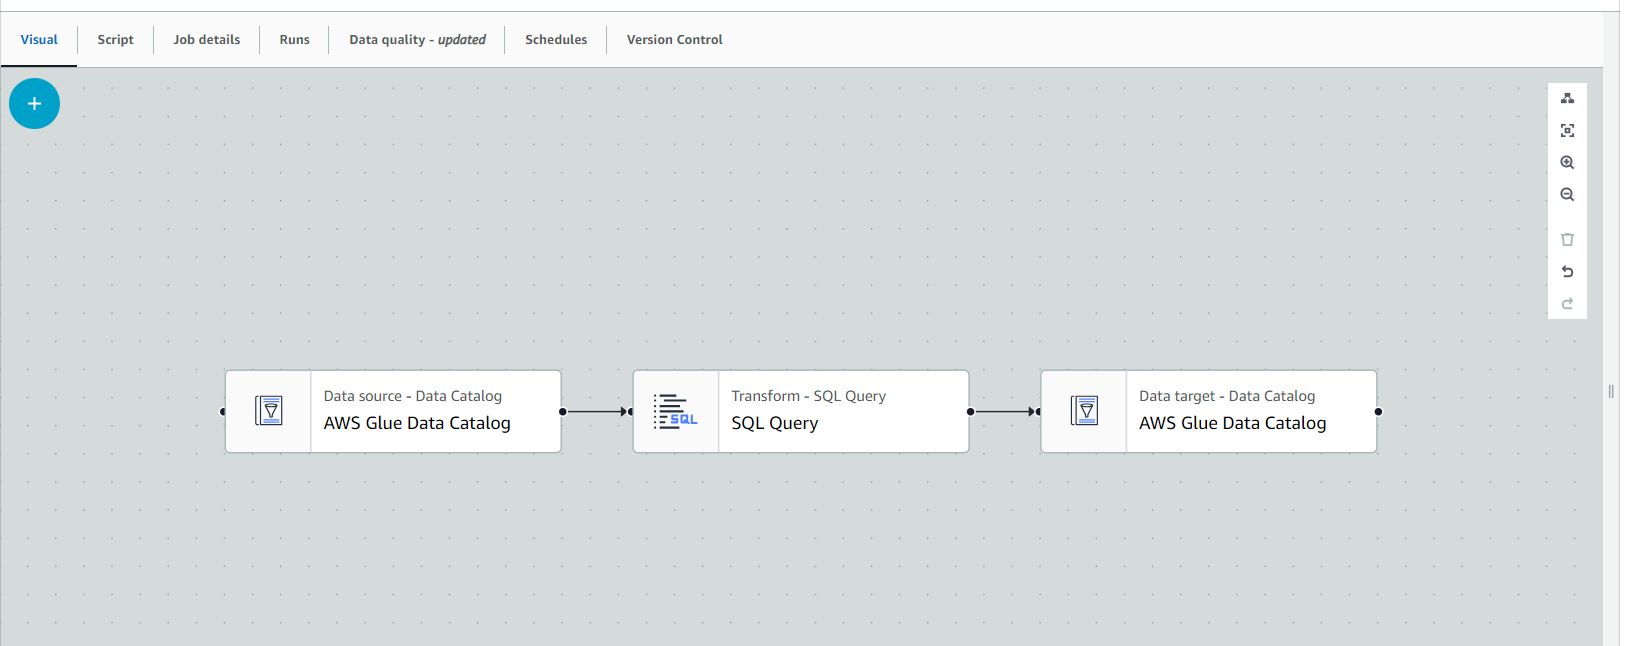 Visual Script Job details Runs Data quality - updated Schedules Version Control
+
Data source - Data Catalog
AWS Glue Data Catalog
SQL
Transform - SQL Query
SQL Query
Data target - Data Catalog
AWS Glue Data Catalog